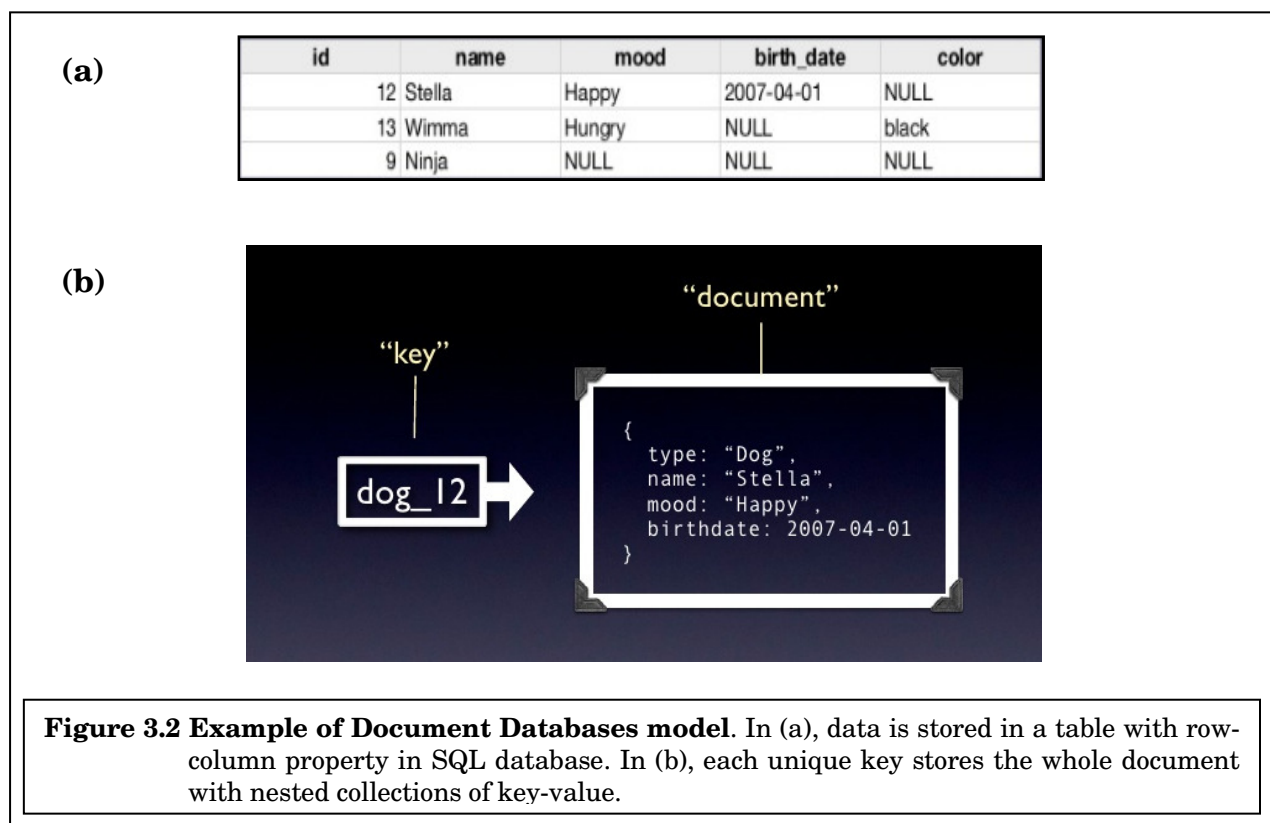 (a)
id name mood birth_date color
12 Stella Happy 2007-04-01 NULL
13 Wimma Hungry NULL black
9 Ninja NULL NULL NULL
(b)
“document”
“key”
dog_12
{
type: “Dog”,
name: “Stella”,
mood: “Happy”,
birthdate: 2007-04-01
}
Figure 3.2 Example of Document Databases model. In (a), data is stored in a table with row-
column property in SQL database. In (b), each unique key stores the whole document
with nested collections of key-value.